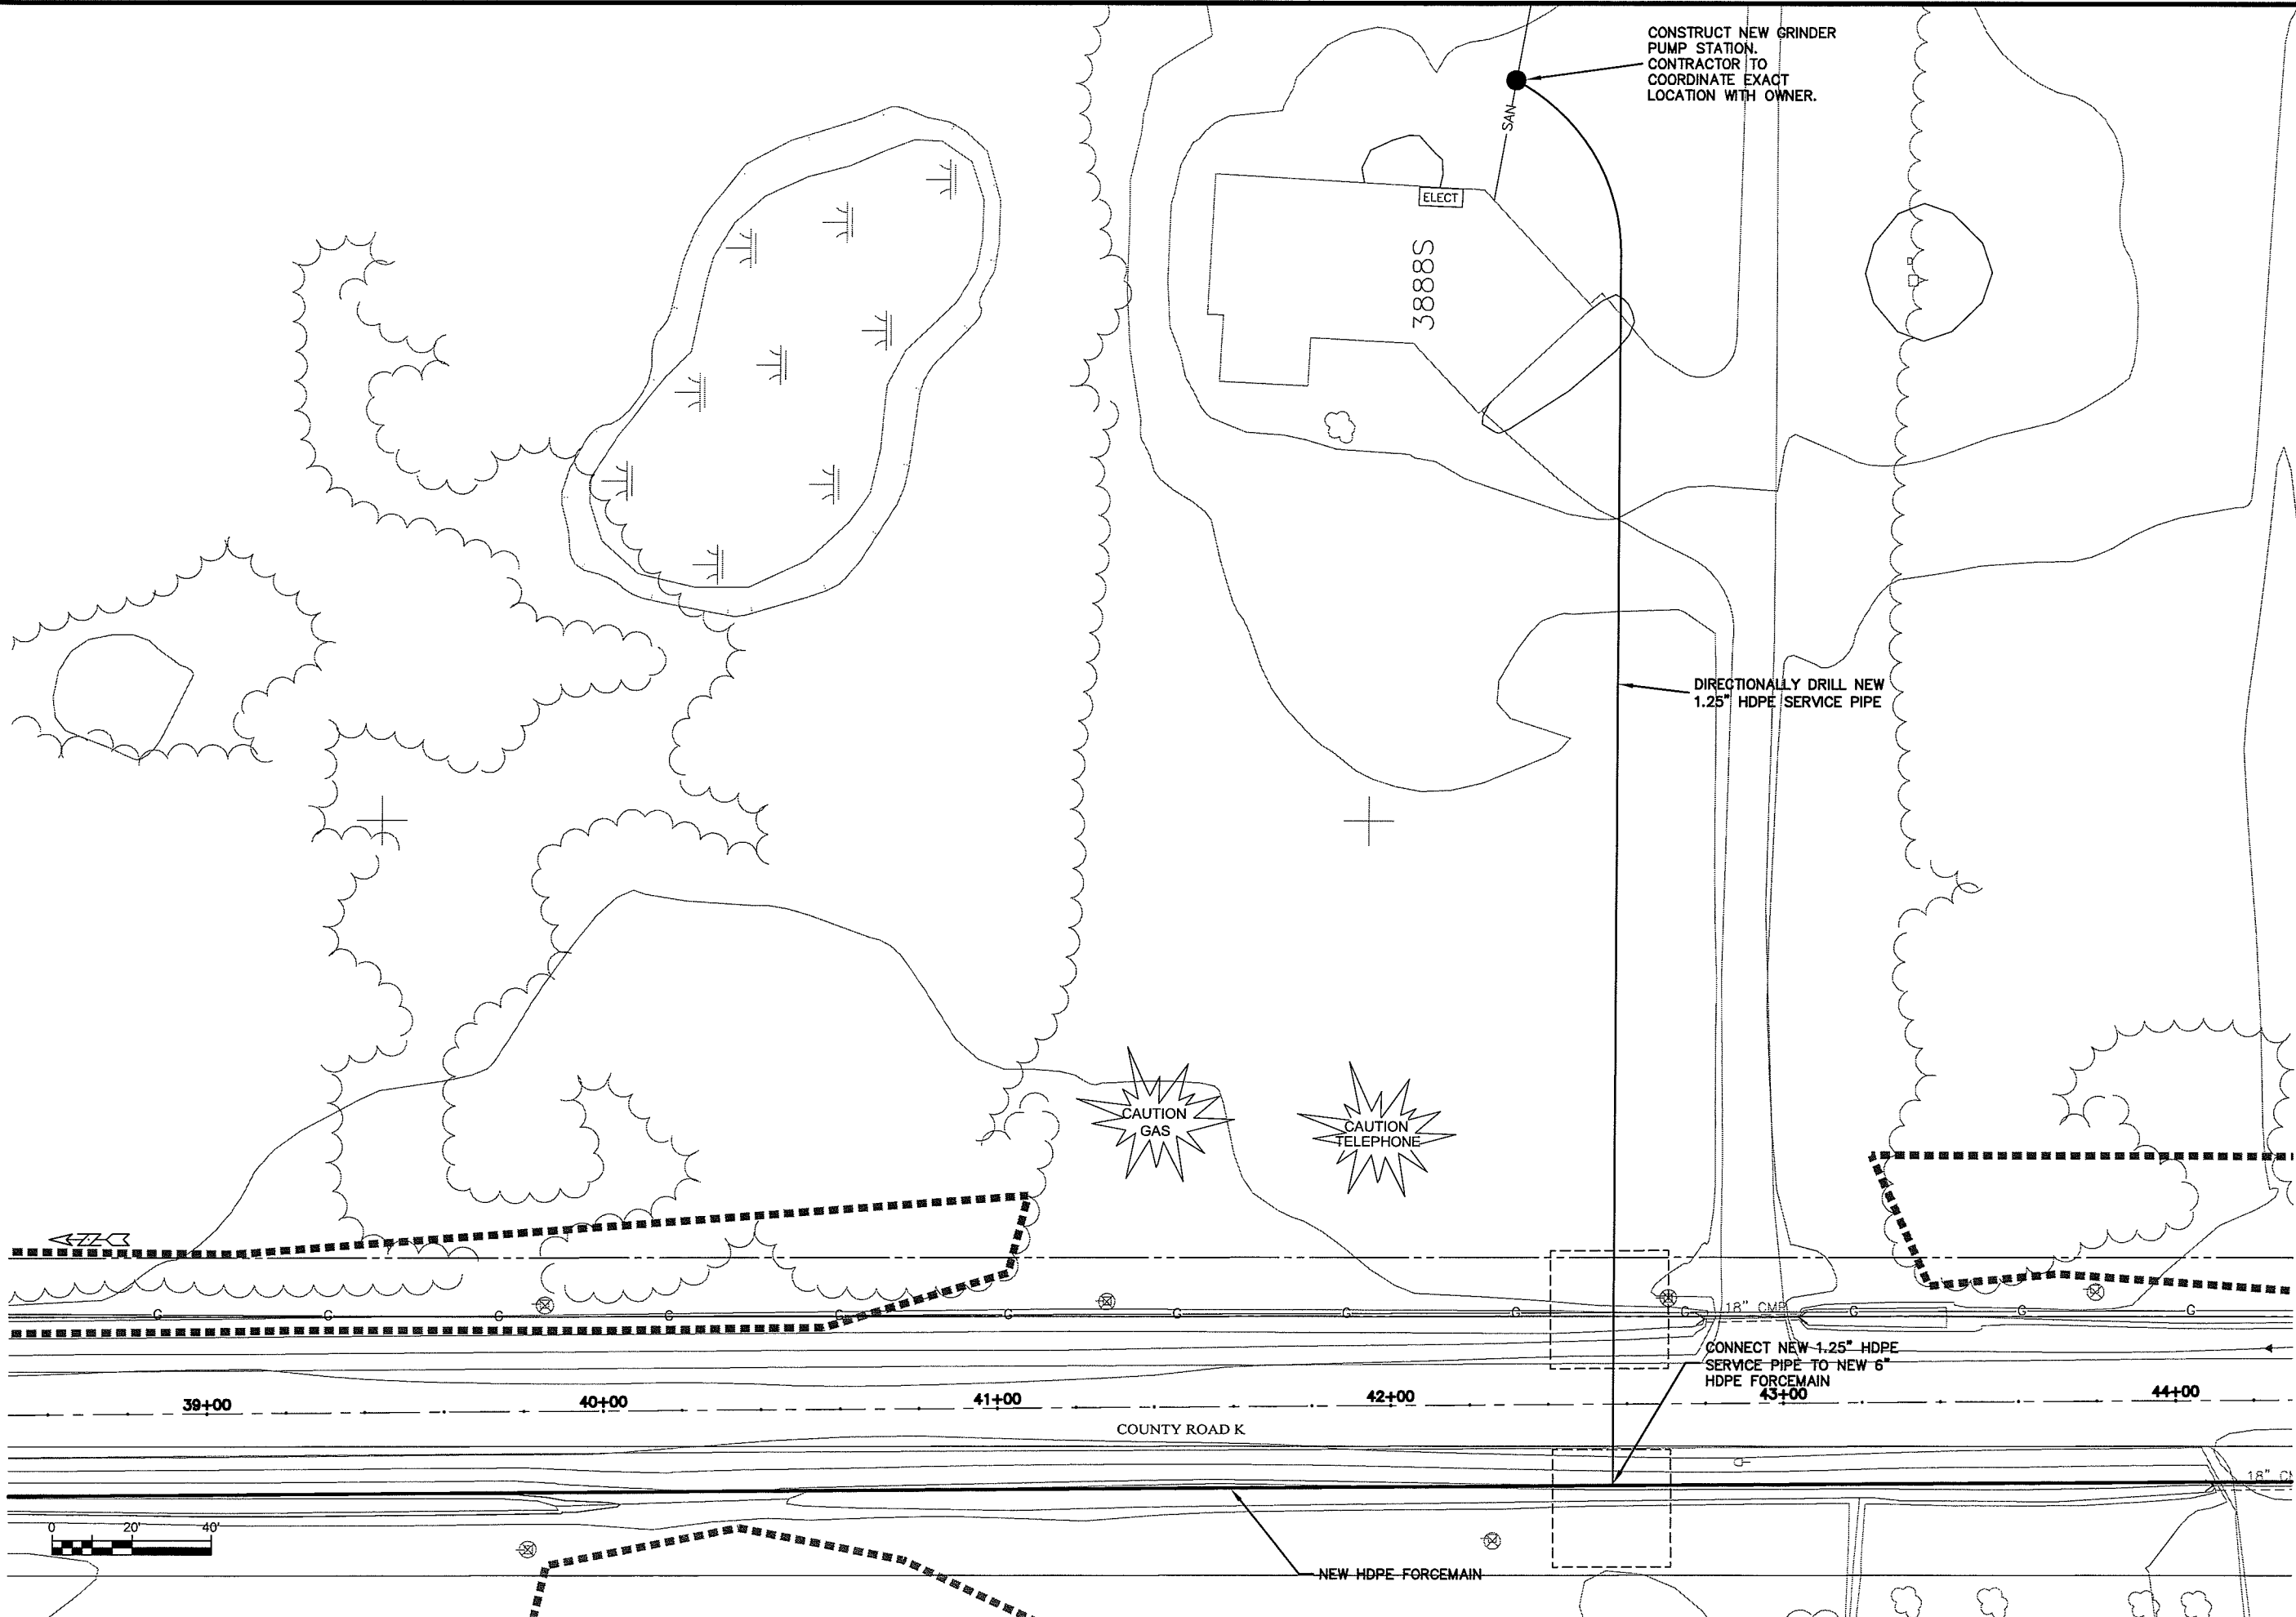 CONSTRUCT NEW GRINDER
PUMP STATION.
CONTRACTOR TO
COORDINATE EXACT
LOCATION WITH OWNER.
SAN
ELECT
3888S
DIRECTIONALLY DRILL NEW
1.25" HDPE SERVICE PIPE
CAUTION
GAS
CAUTION
TELEPHONE
N
G G G G G G G G G G G G G
18" CMP
CONNECT NEW 1.25" HDPE
SERVICE PIPE TO NEW 6"
HDPE FORCEMAIN
39+00 40+00 41+00 42+00 43+00 44+00
COUNTY ROAD K
18"
0 20' 40'
NEW HDPE FORCEMAIN